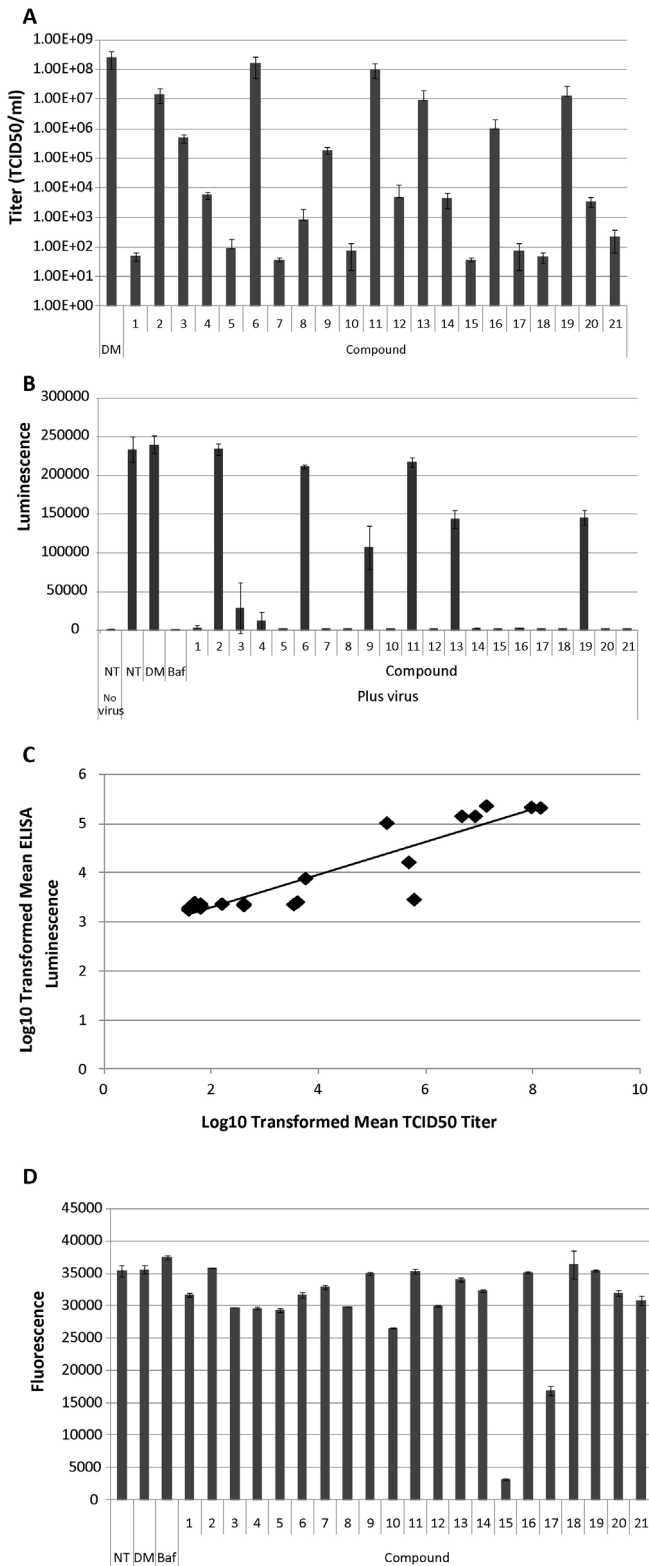 A
Titer (TCID50/ml)
1.00E+09
1.00E+08
1.00E+07
1.00E+06
1.00E+05
1.00E+04
1.00E+03
1.00E+02
1.00E+01
1.00E+00
1 2 3 4 5 6 7 8 9 10 11 12 13 14 15 16 17 18 19 20 21
DM Compound
B
Luminescence
300000
250000
200000
150000
100000
50000
0
1 2 3 4 5 6 7 8 9 10 11 12 13 14 15 16 17 18 19 20 21
NT NT DM Baf Compound
No virus Plus virus
C
Log10 Transformed Mean ELISA
Luminescence
6
5
4
3
2
1
0
0 2 4 6 8 10
Log10 Transformed Mean TCID50 Titer
D
Fluorescence
45000
40000
35000
30000
25000
20000
15000
10000
5000
0
1 2 3 4 5 6 7 8 9 10 11 12 13 14 15 16 17 18 19 20 21
NT DM Baf Compound